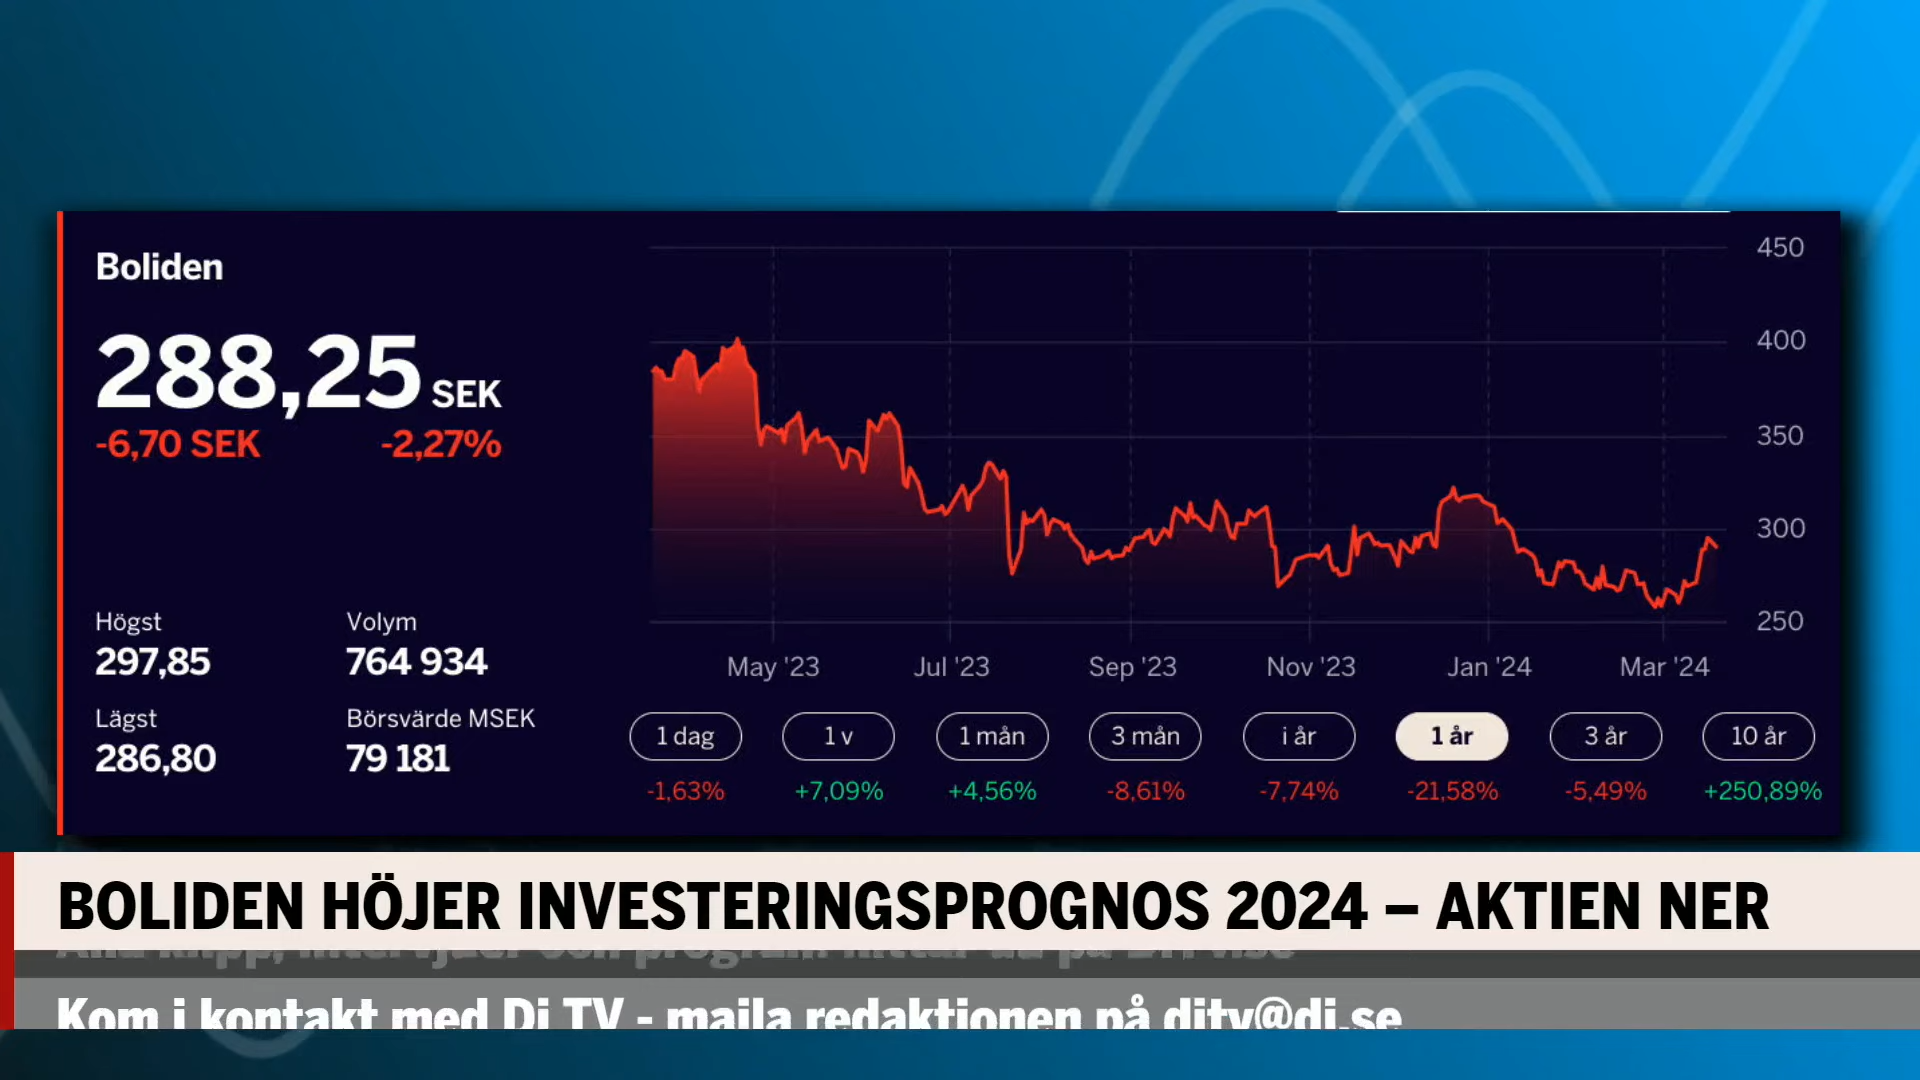 Boliden
288,25 SEK
-6,70 SEK -2,27%
Högst Volym
297,85 764 934
Lägst Börsvärde MSEK
286,80 79 181
450
400
350
300
250
May '23 Jul '23 Sep '23 Nov '23 Jan '24 Mar '24
1 dag 1 v 1 mån 3 mån i år 1 år 3 år 10 år
-1,63% +7,09% +4,56% -8,61% -7,74% -21,58% -5,49% +250,89%
BOLIDEN HÖJER INVESTERINGSPROGNOS 2024 – AKTIEN NER
Kom i kontakt med Di TV - maila redaktionen på ditv@di.se